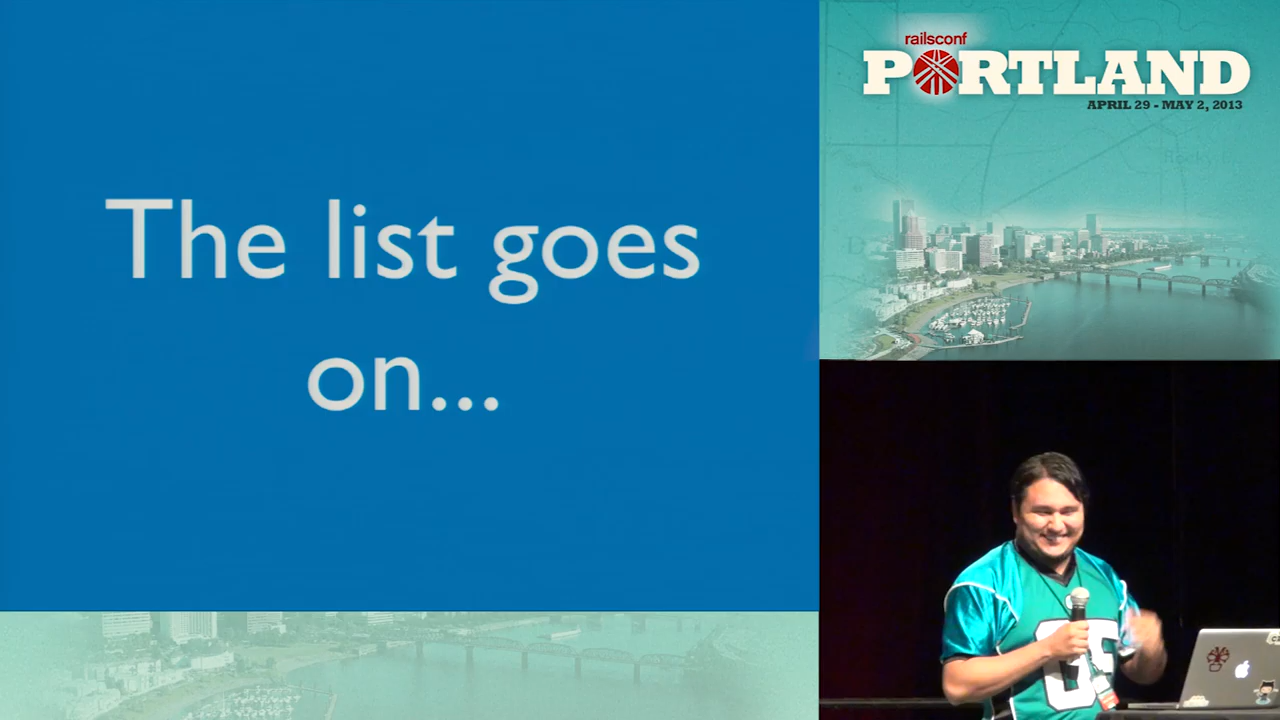 The list goes
on...
railsconf
PORTLAND
APRIL 29 - MAY 2, 2013